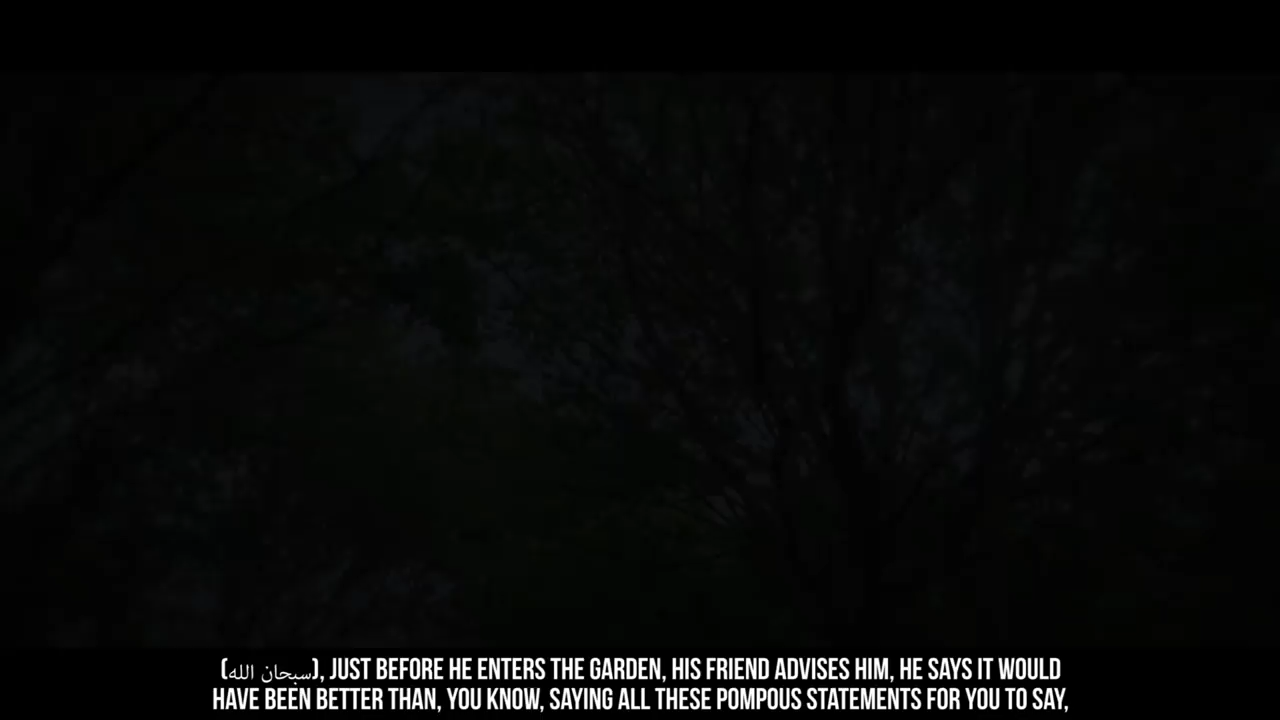 (سبحان الله), JUST BEFORE HE ENTERS THE GARDEN, HIS FRIEND ADVISES HIM, HE SAYS IT WOULD
HAVE BEEN BETTER THAN, YOU KNOW, SAYING ALL THESE POMPOUS STATEMENTS FOR YOU TO SAY,